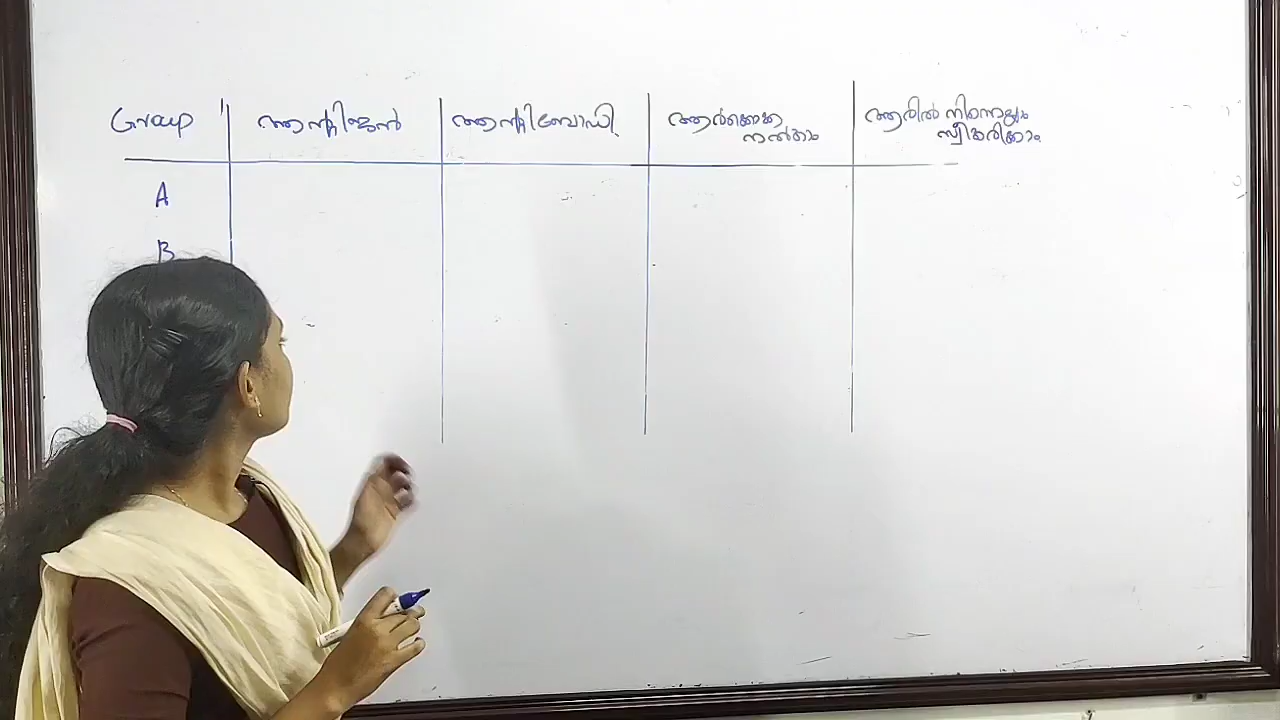 Group
ആന്റിജൻ
ആന്റിബോഡി
ആർക്കൊക്കെ
നൽകാം
ആരിൽ നിന്നെല്ലാം
സ്വീകരിക്കാം
A
B